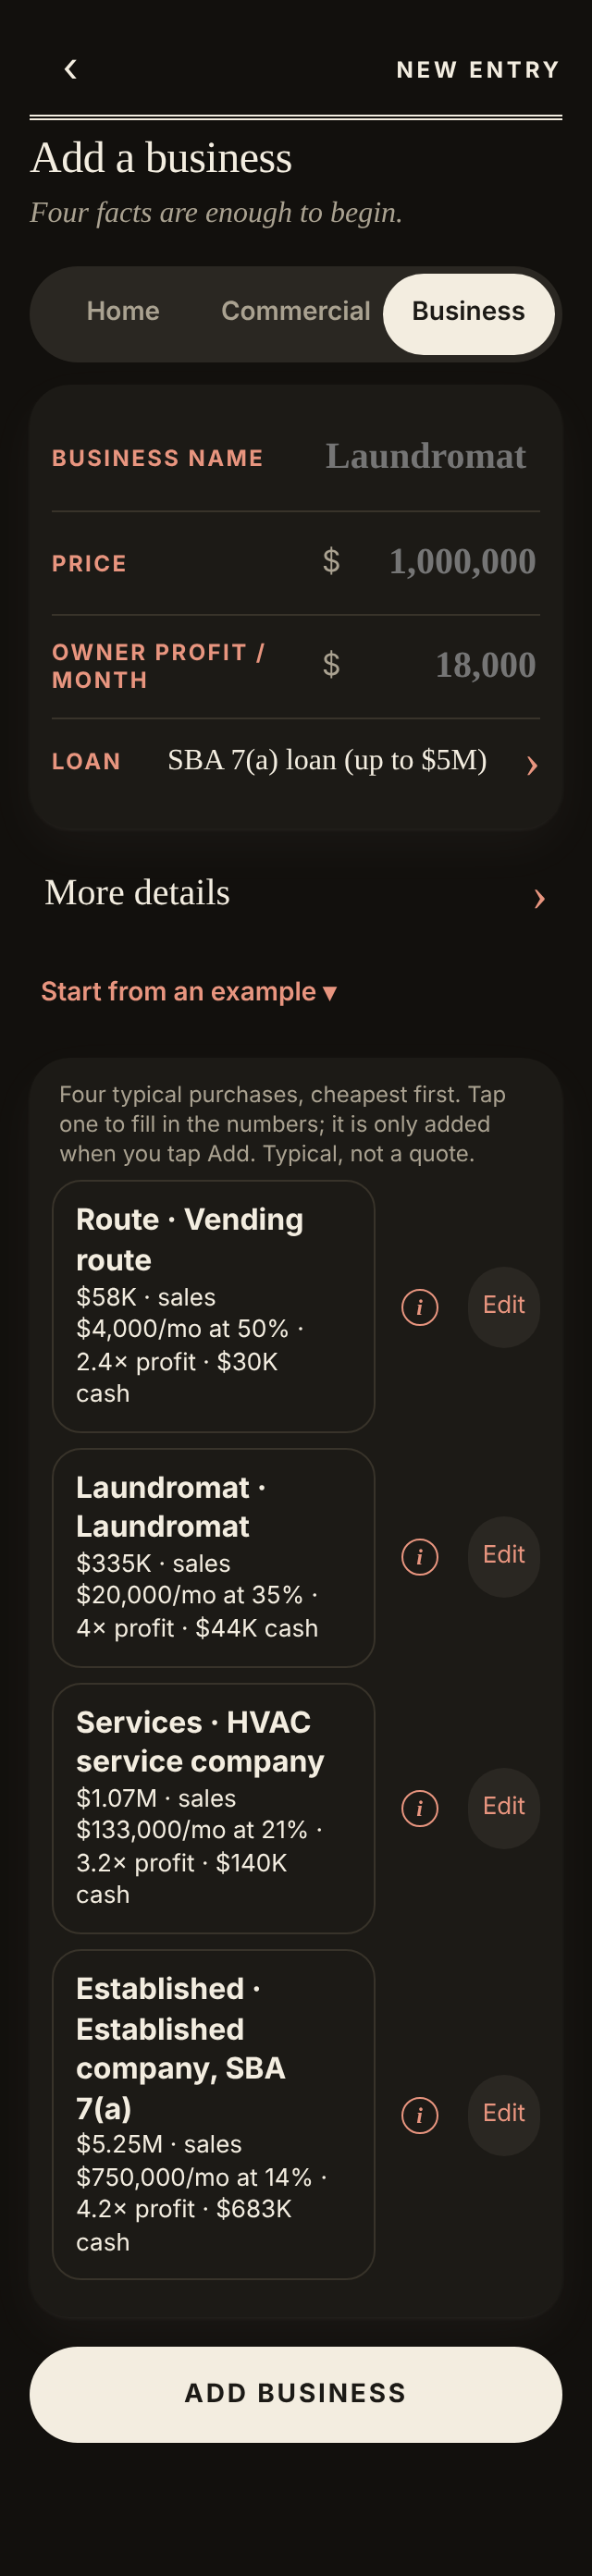 ‹ NEW ENTRY
Add a business
Four facts are enough to begin.
Home Commercial Business
BUSINESS NAME Laundromat
PRICE $ 1,000,000
OWNER PROFIT /
MONTH $ 18,000
LOAN SBA 7(a) loan (up to $5M) ›
More details ›
Start from an example ▾
Four typical purchases, cheapest first. Tap
one to fill in the numbers; it is only added
when you tap Add. Typical, not a quote.
Route · Vending
route
$58K · sales
$4,000/mo at 50% ·
2.4× profit · $30K
cash
i Edit
Laundromat ·
Laundromat
$335K · sales
$20,000/mo at 35% ·
4× profit · $44K cash
i Edit
Services · HVAC
service company
$1.07M · sales
$133,000/mo at 21% ·
3.2× profit · $140K
cash
i Edit
Established ·
Established
company, SBA
7(a)
$5.25M · sales
$750,000/mo at 14% ·
4.2× profit · $683K
cash
i Edit
ADD BUSINESS